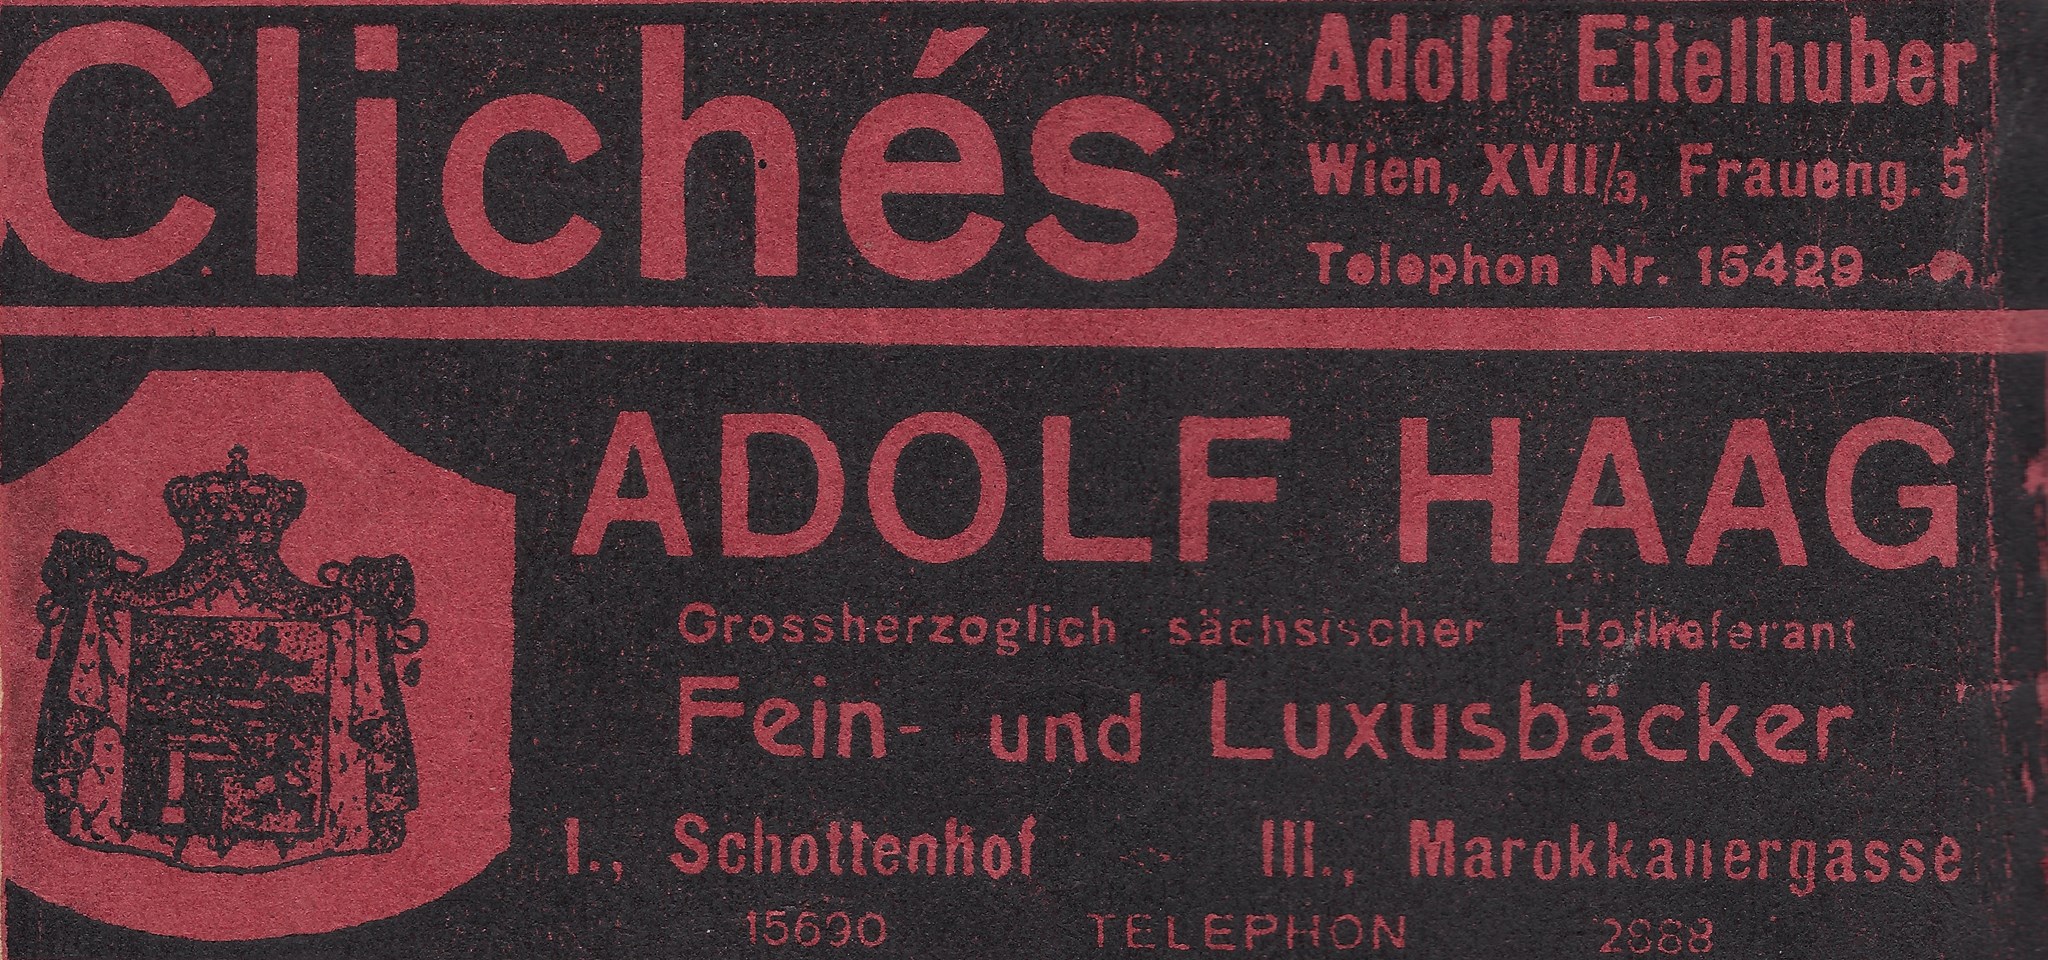 Clichés
Adolf Eitelhuber
Wien, XVII/3, Fraueng. 5
Telephon Nr. 15429
ADOLF HAAG
Grossherzoglich - sächsischer Hoflieferant
Fein- und Luxusbäcker
I., Schottenhof III., Marokkanergasse
15690 TELEPHON 2888